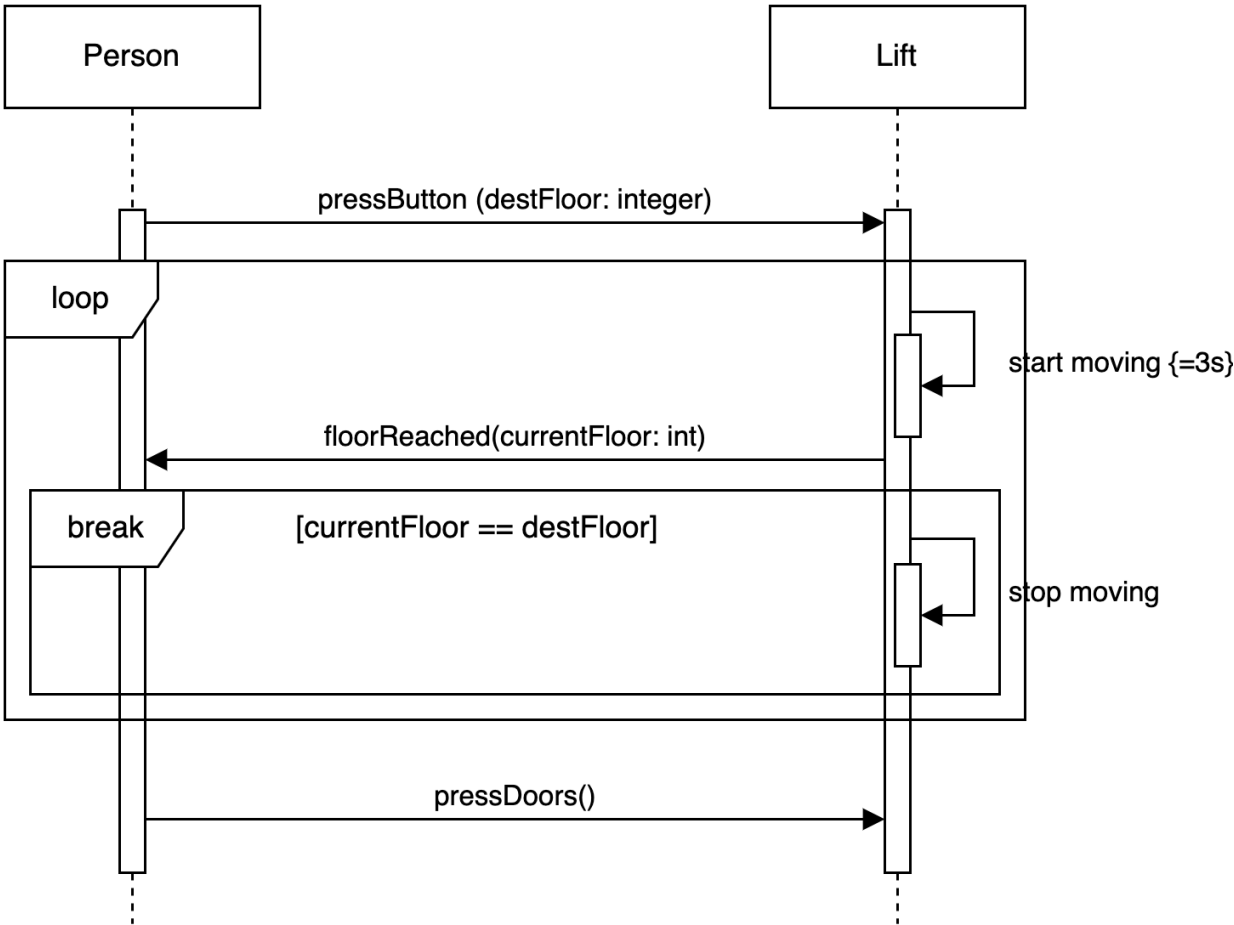 Person
Lift
pressButton (destFloor: integer)
loop
start moving {=3s}
floorReached(currentFloor: int)
break
[currentFloor == destFloor]
stop moving
pressDoors()